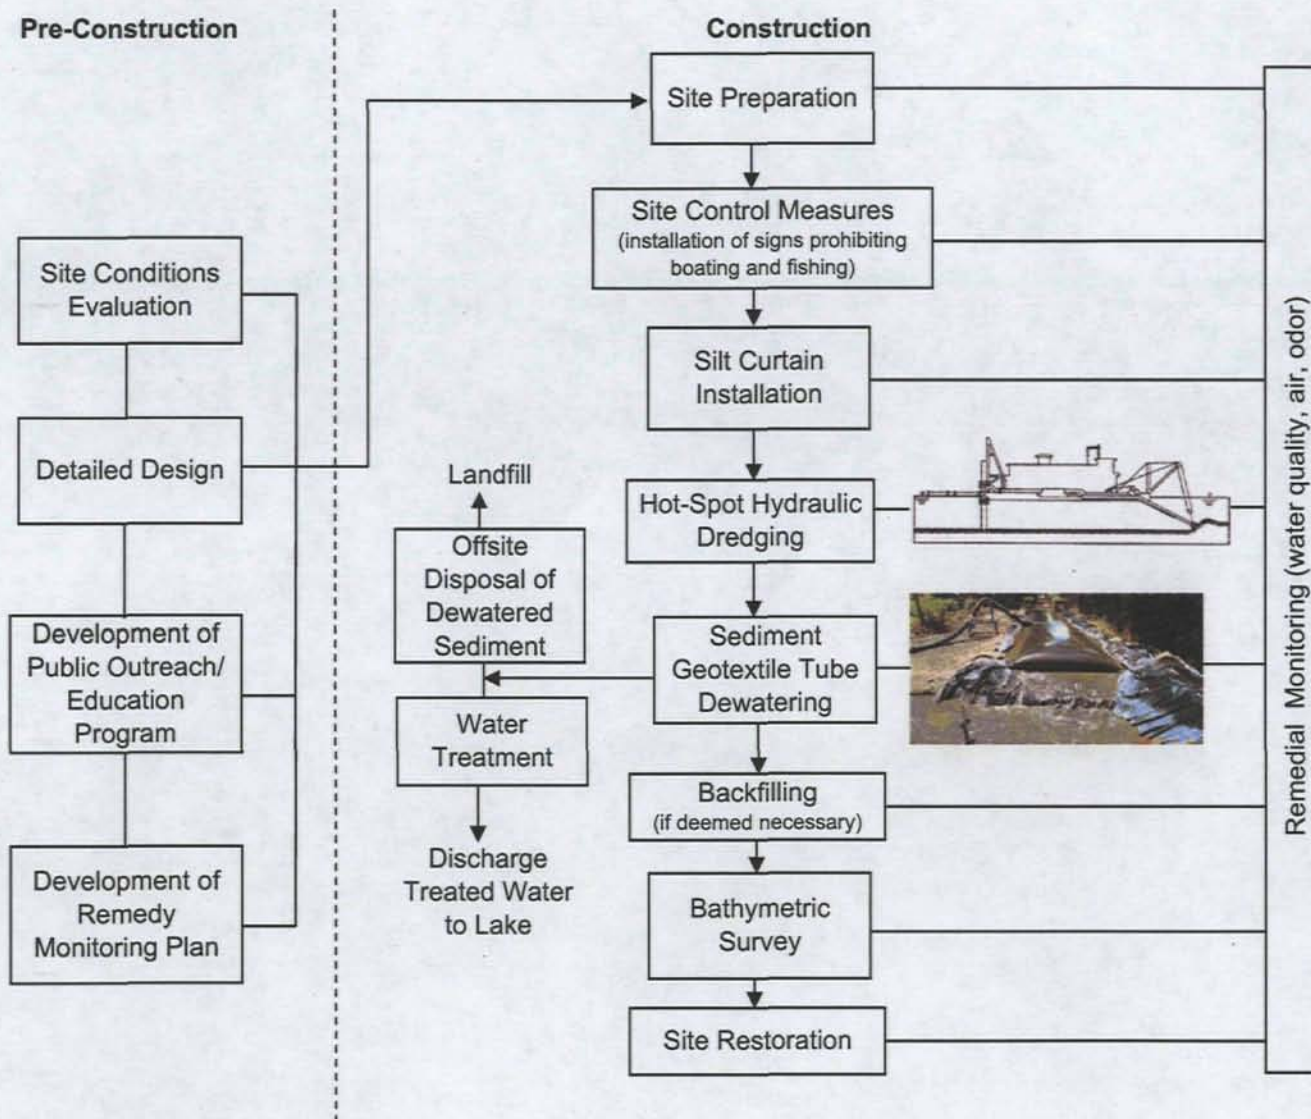 Pre-Construction
Site Conditions
Evaluation
Detailed Design
Development of
Public Outreach/
Education
Program
Development of
Remedy
Monitoring Plan
Construction
Site Preparation
Site Control Measures
(installation of signs prohibiting
boating and fishing)
Silt Curtain
Installation
Hot-Spot Hydraulic
Dredging
Sediment
Geotextile Tube
Dewatering
Landfill
Offsite
Disposal of
Dewatered
Sediment
Water
Treatment
Discharge
Treated Water
to Lake
Backfilling
(if deemed necessary)
Bathymetric
Survey
Site Restoration
Remedial Monitoring (water quality, air, odor)